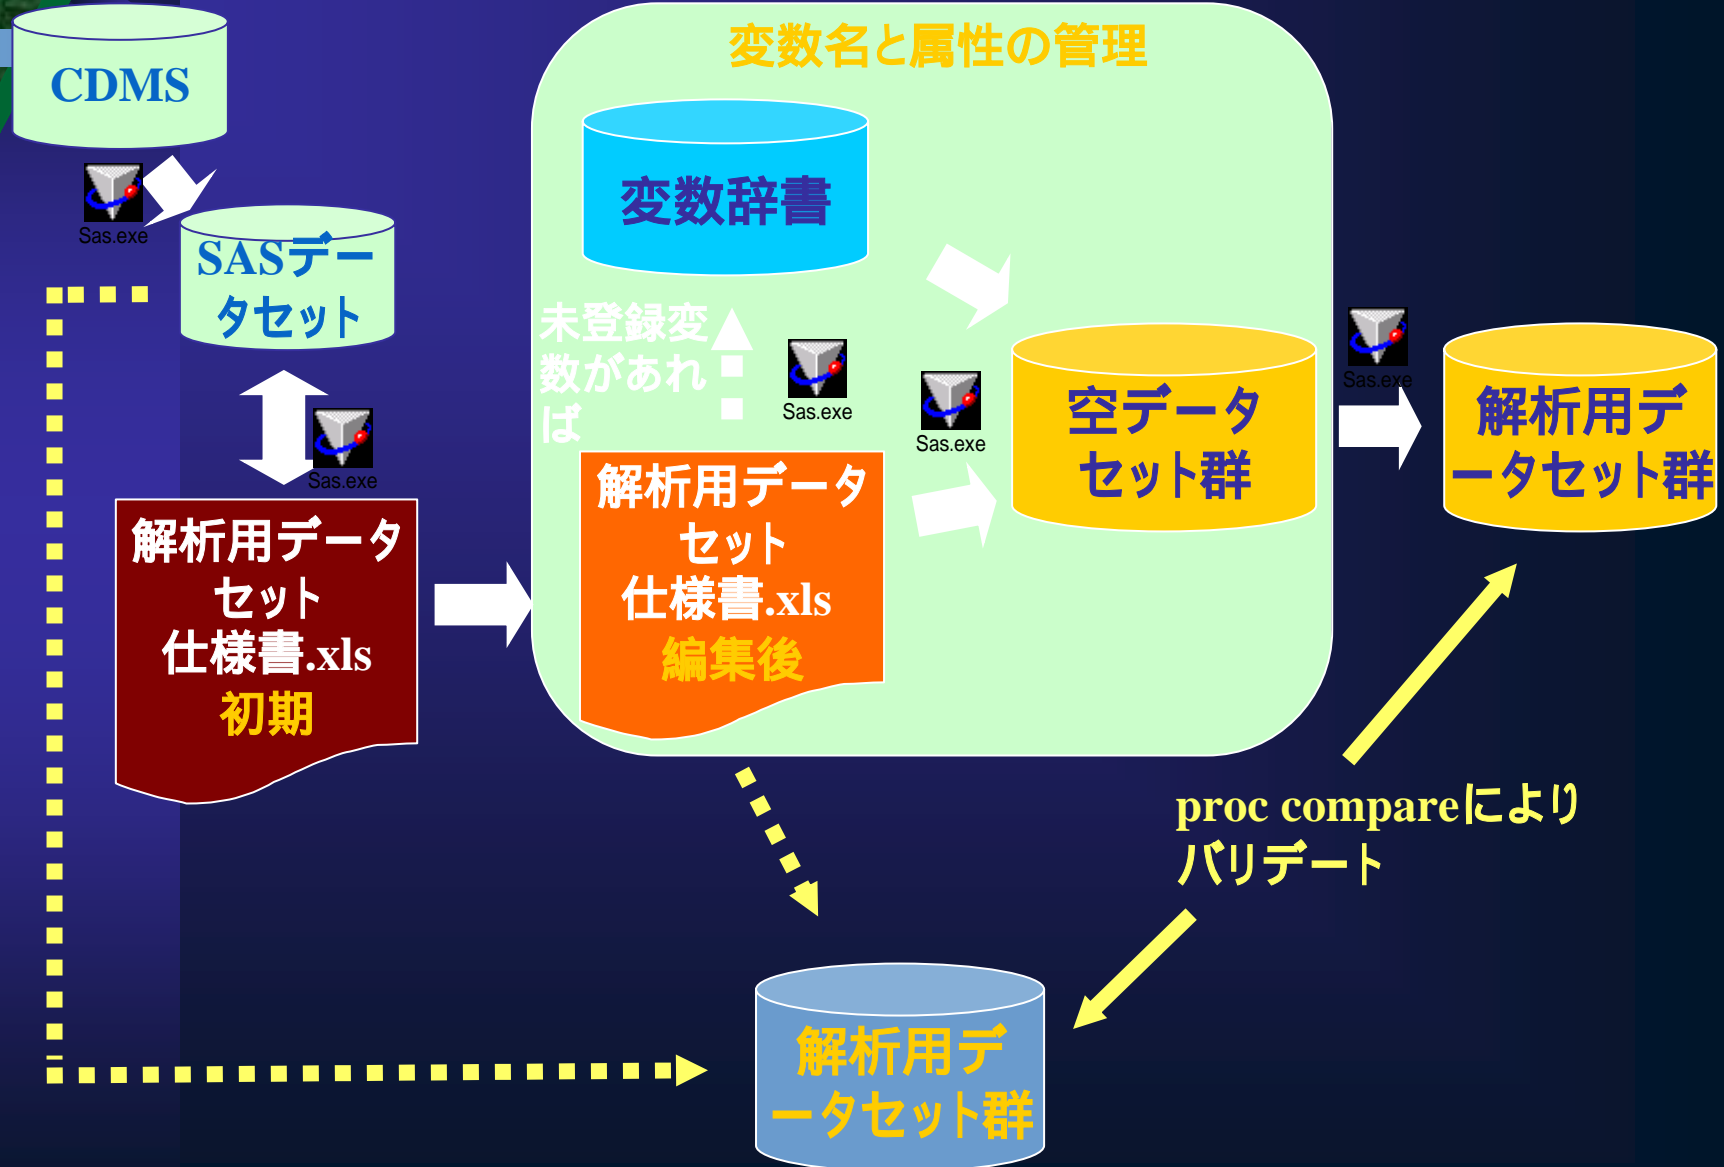 CDMS
Sas.exe
SASデー
タセット
Sas.exe
解析用データ
セット
仕様書.xls
初期
変数名と属性の管理
変数辞書
未登録変
数があれ
ば
Sas.exe
Sas.exe
解析用データ
セット
仕様書.xls
編集後
空データ
セット群
Sas.exe
解析用デ
ータセット群
proc compareにより
バリデート
解析用デ
ータセット群